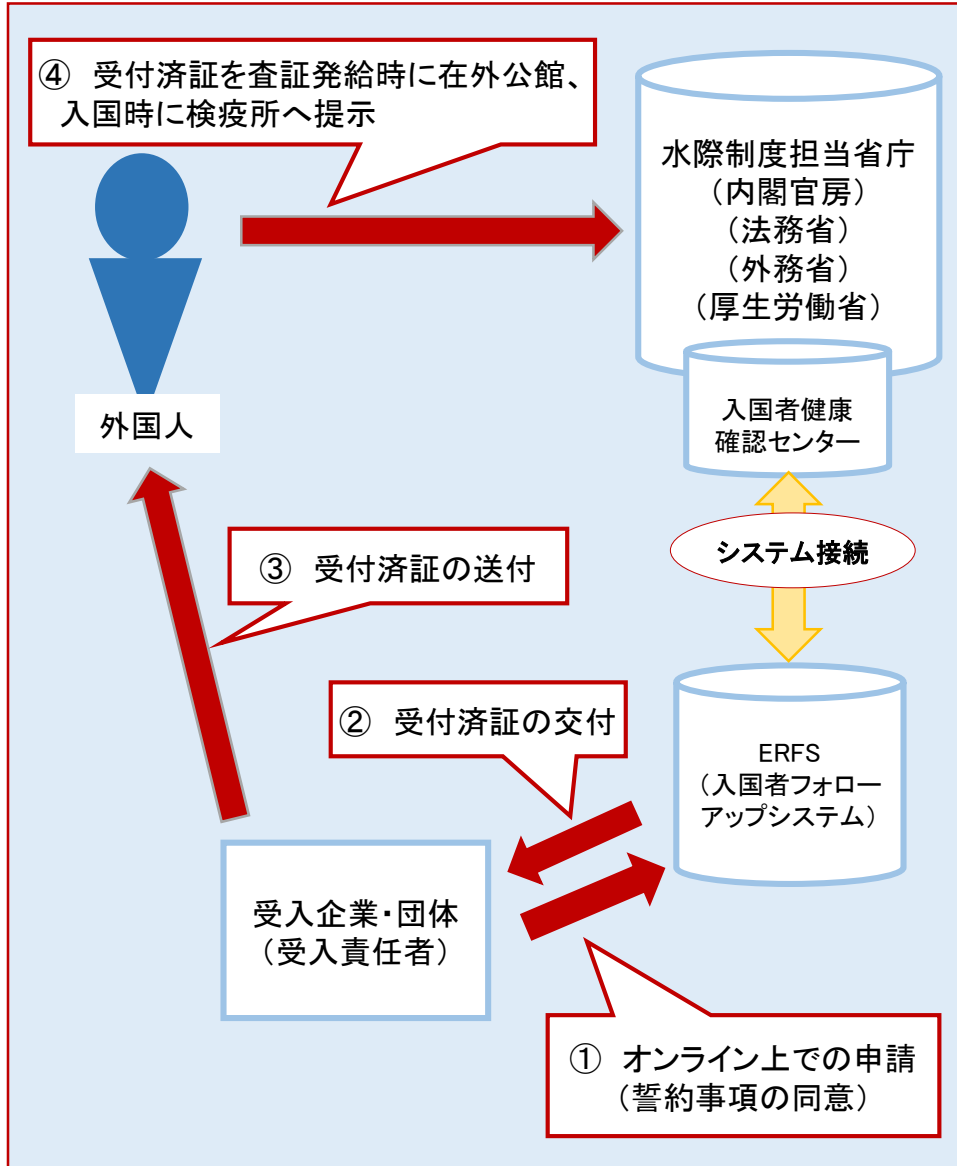 ④ 受付済証を査証発給時に在外公館、
入国時に検疫所へ提示
水際制度担当省庁
（内閣官房）
（法務省）
（外務省）
（厚生労働省）
入国者健康
確認センター
外国人
システム接続
③ 受付済証の送付
② 受付済証の交付
ERFS
（入国者フォロー
アップシステム）
受入企業・団体
（受入責任者）
① オンライン上での申請
（誓約事項の同意）